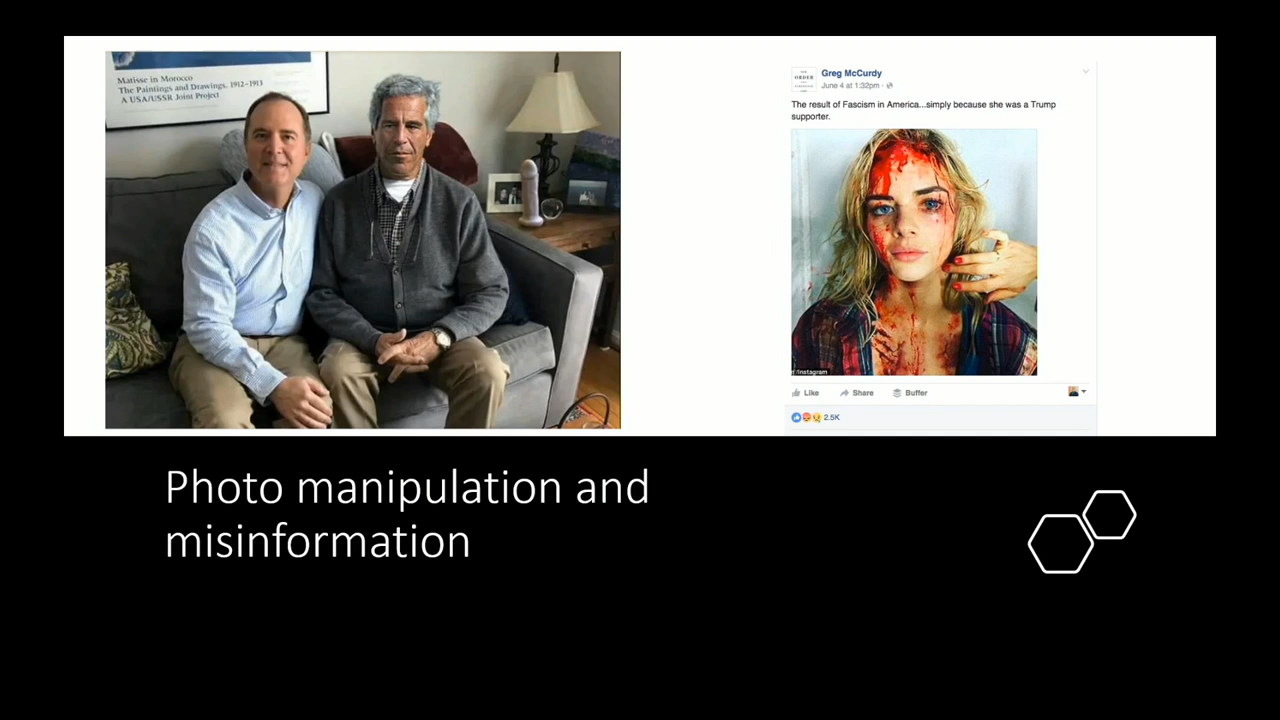 Matisse in Morocco
The Paintings and Drawings, 1912-1913
A USA/USSR Joint Project
ORDER
Greg McCurdy
June 4 at 1:32pm ·
The result of Fascism in America...simply because she was a Trump
supporter.
/Instagram
Like Share Buffer
2.5K
Photo manipulation and
misinformation